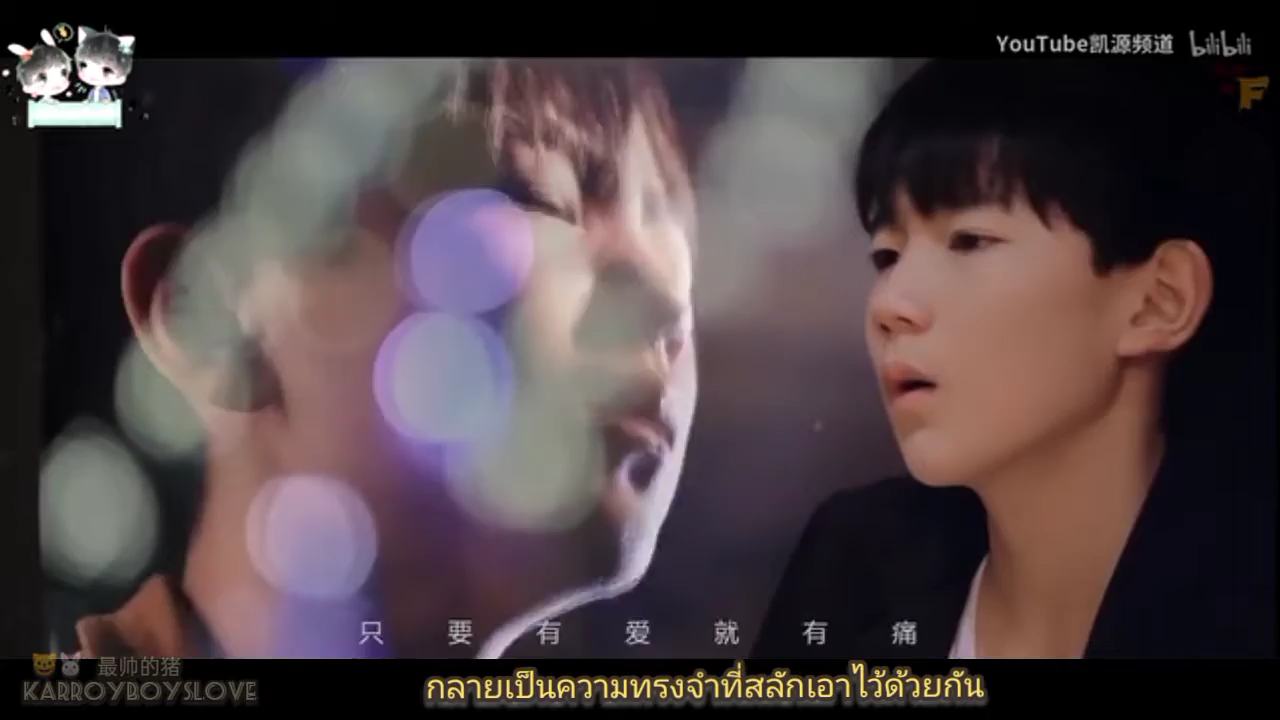 YouTube凯源频道 bilibili
F
只要有爱就有痛
最帅的猪
KARROYBOYSLOVE
กลายเป็นความทรงจำที่สลักเอาไว้ด้วยกัน